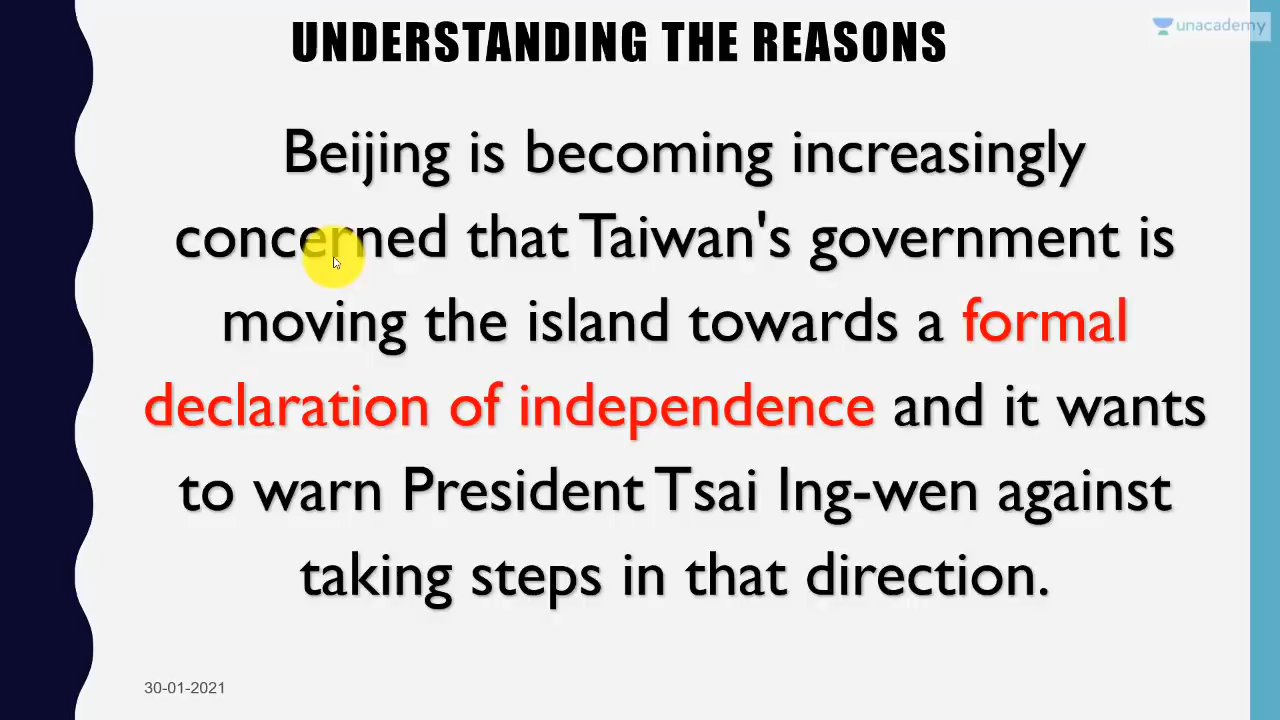 UNDERSTANDING THE REASONS
unacademy
Beijing is becoming increasingly
concerned that Taiwan's government is
moving the island towards a formal
declaration of independence and it wants
to warn President Tsai Ing-wen against
taking steps in that direction.
30-01-2021